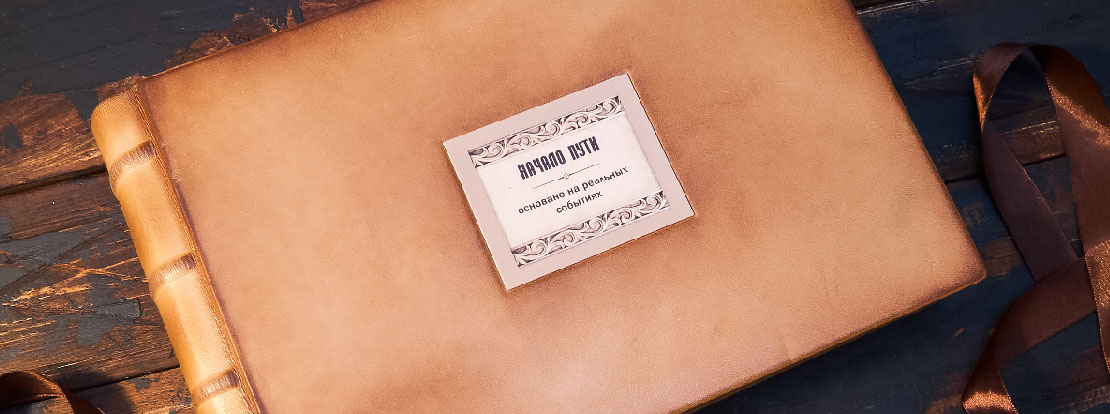 НАЧАЛО ПУТИ
основано на реальных
событиях